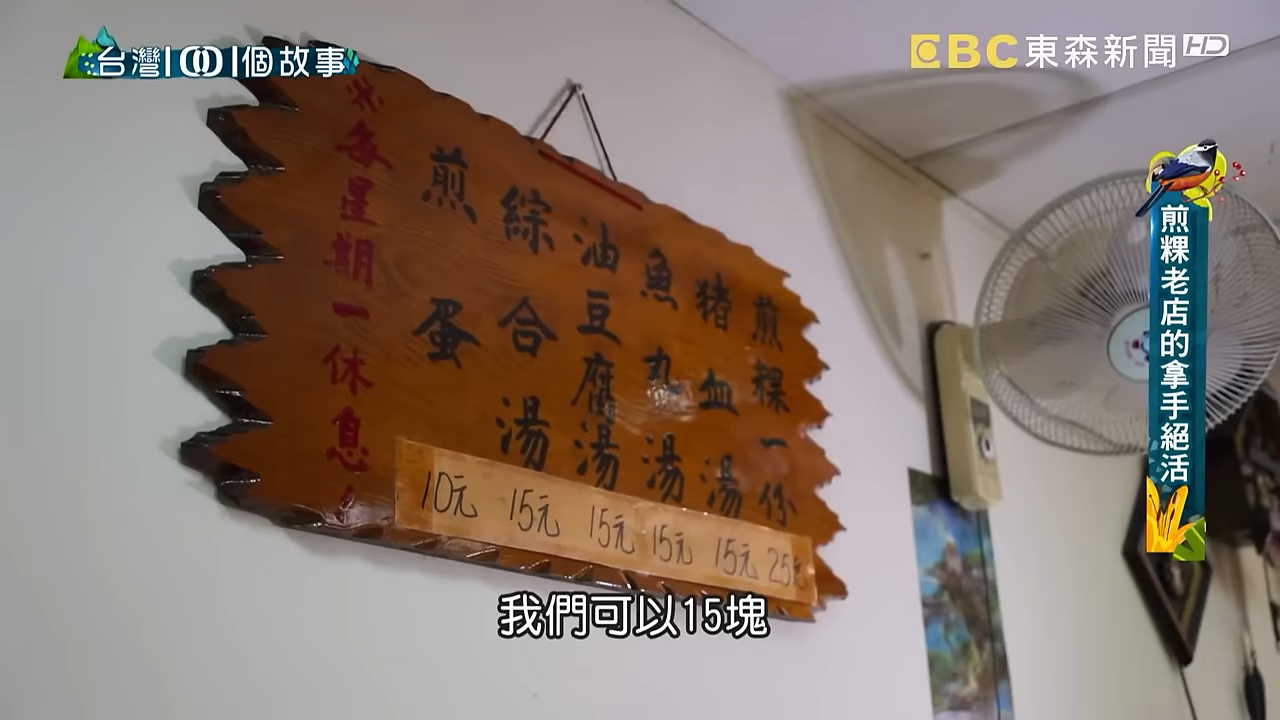 台灣1001個故事
EBC東森新聞HD
煎粿老店的拿手絕活
煎粿一份
猪血湯
魚丸湯
油豆腐湯
綜合湯
煎蛋
每星期一休息
10元 15元 15元 15元 15元 25元
我們可以15塊